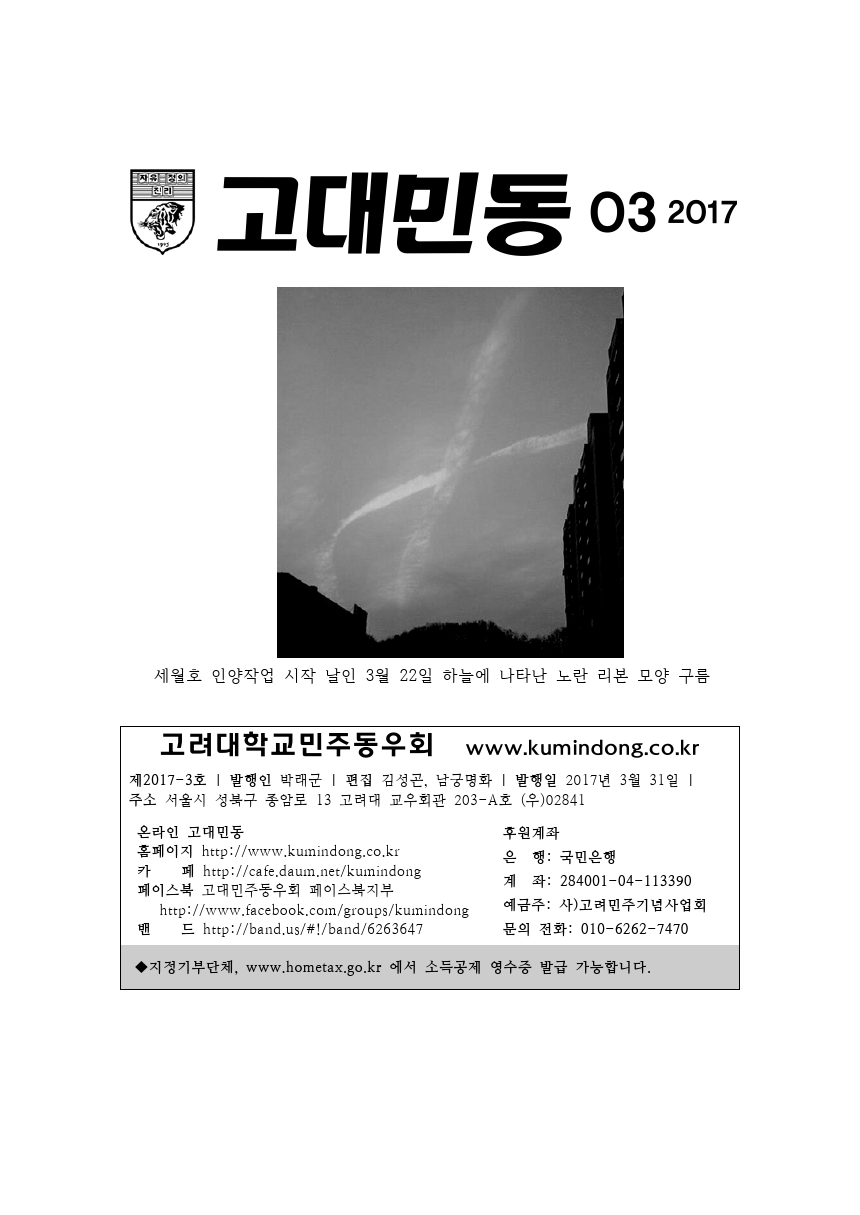 자유 정의
진리
고대민동 03 2017
세월호 인양작업 시작 날인 3월 22일 하늘에 나타난 노란 리본 모양 구름
고려대학교민주동우회 www.kumindong.co.kr
제2017-3호 | 발행인 박래군 | 편집 김성곤, 남궁명화 | 발행일 2017년 3월 31일 |
주소 서울시 성북구 종암로 13 고려대 교우회관 203-A호 (우)02841
온라인 고대민동
홈페이지 http://www.kumindong.co.kr
카 페 http://cafe.daum.net/kumindong
페이스북 고대민주동우회 페이스북지부
http://www.facebook.com/groups/kumindong
밴 드 http://band.us/#!/band/6263647
후원계좌
은 행: 국민은행
계 좌: 284001-04-113390
예금주: 사)고려민주기념사업회
문의 전화: 010-6262-7470
◆지정기부단체, www.hometax.go.kr 에서 소득공제 영수증 발급 가능합니다.